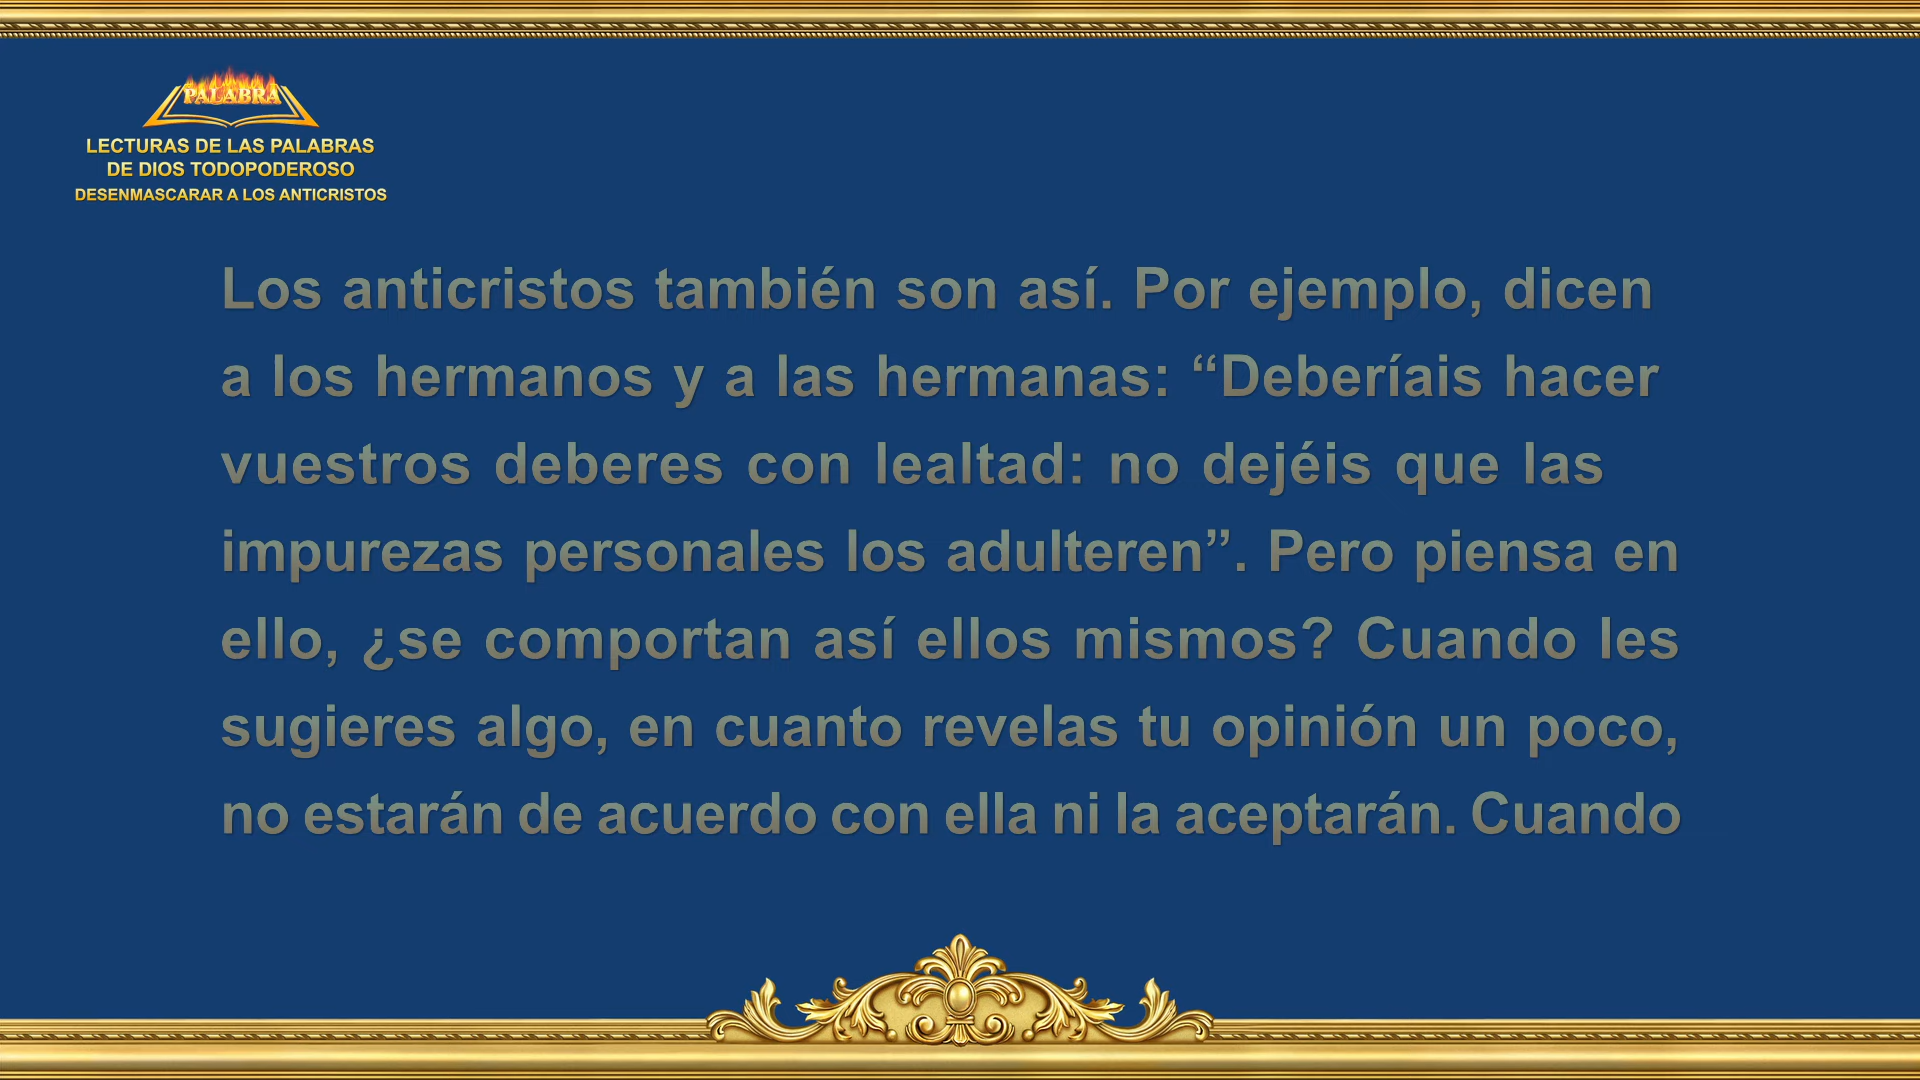 PALABRA
LECTURAS DE LAS PALABRAS
DE DIOS TODOPODEROSO
DESENMASCARAR A LOS ANTICRISTOS
Los anticristos también son así. Por ejemplo, dicen
a los hermanos y a las hermanas: “Deberíais hacer
vuestros deberes con lealtad: no dejéis que las
impurezas personales los adulteren”. Pero piensa en
ello, ¿se comportan así ellos mismos? Cuando les
sugieres algo, en cuanto revelas tu opinión un poco,
no estarán de acuerdo con ella ni la aceptarán. Cuando